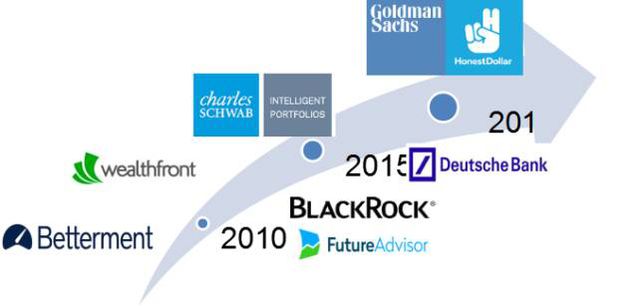 Goldman
Sachs
HonestDollar
charles
SCHWAB
INTELLIGENT
PORTFOLIOS
201
wealthfront
2015
Deutsche Bank
BLACKROCK®
Betterment
2010
FutureAdvisor